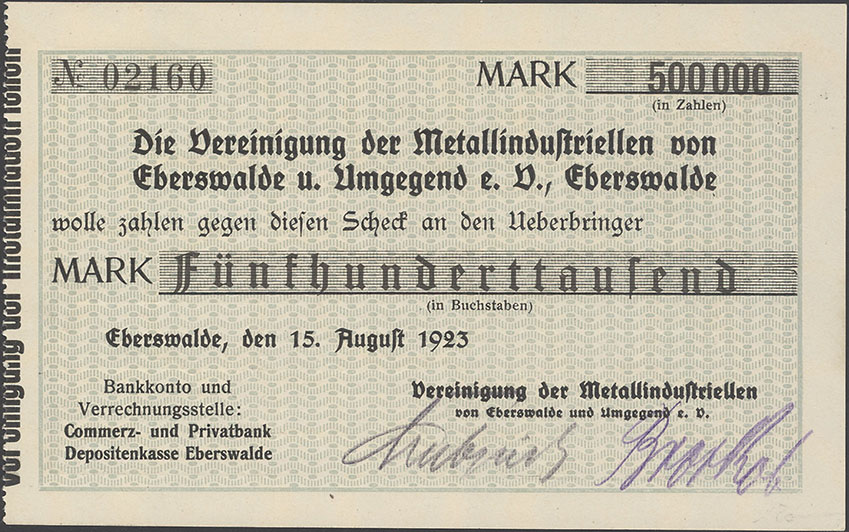 № 02160
MARK 500000
(in Zahlen)
Die Vereinigung der Metallindustriellen von
Eberswalde u. Umgegend e. V., Eberswalde
wolle zahlen gegen diesen Scheck an den Ueberbringer
MARK Fünfhunderttausend
(in Buchstaben)
Eberswalde, den 15. August 1923
Bankkonto und
Verrechnungsstelle:
Commerz- und Privatbank
Depositenkasse Eberswalde
Vereinigung der Metallindustriellen
von Eberswalde und Umgegend e. V.